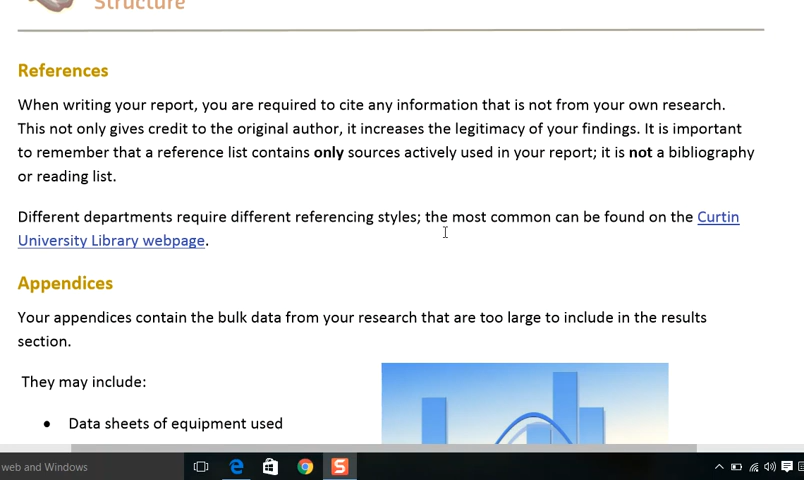 Structure
References
When writing your report, you are required to cite any information that is not from your own research.
This not only gives credit to the original author, it increases the legitimacy of your findings. It is important
to remember that a reference list contains only sources actively used in your report; it is not a bibliography
or reading list.
Different departments require different referencing styles; the most common can be found on the Curtin
University Library webpage.
Appendices
Your appendices contain the bulk data from your research that are too large to include in the results
section.
They may include:
• Data sheets of equipment used
web and Windows